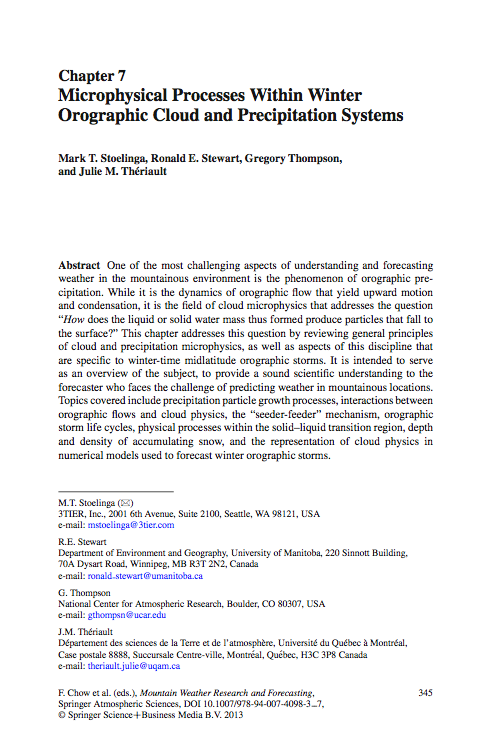 Chapter 7
Microphysical Processes Within Winter
Orographic Cloud and Precipitation Systems
Mark T. Stoelinga, Ronald E. Stewart, Gregory Thompson,
and Julie M. Thériault
Abstract One of the most challenging aspects of understanding and forecasting
weather in the mountainous environment is the phenomenon of orographic pre-
cipitation. While it is the dynamics of orographic flow that yield upward motion
and condensation, it is the field of cloud microphysics that addresses the question
“How does the liquid or solid water mass thus formed produce particles that fall to
the surface?” This chapter addresses this question by reviewing general principles
of cloud and precipitation microphysics, as well as aspects of this discipline that
are specific to winter-time midlatitude orographic storms. It is intended to serve
as an overview of the subject, to provide a sound scientific understanding to the
forecaster who faces the challenge of predicting weather in mountainous locations.
Topics covered include precipitation particle growth processes, interactions between
orographic flows and cloud physics, the “seeder-feeder” mechanism, orographic
storm life cycles, physical processes within the solid–liquid transition region, depth
and density of accumulating snow, and the representation of cloud physics in
numerical models used to forecast winter orographic storms.
M.T. Stoelinga (✉)
3TIER, Inc., 2001 6th Avenue, Suite 2100, Seattle, WA 98121, USA
e-mail: mstoelinga@3tier.com
R.E. Stewart
Department of Environment and Geography, University of Manitoba, 220 Sinnott Building,
70A Dysart Road, Winnipeg, MB R3T 2N2, Canada
e-mail: ronald_stewart@umanitoba.ca
G. Thompson
National Center for Atmospheric Research, Boulder, CO 80307, USA
e-mail: gthompsn@ucar.edu
J.M. Thériault
Département des sciences de la Terre et de l’atmosphère, Université du Québec à Montréal,
Case postale 8888, Succursale Centre-ville, Montréal, Québec, H3C 3P8 Canada
e-mail: theriault.julie@uqam.ca
F. Chow et al. (eds.), Mountain Weather Research and Forecasting, 345
Springer Atmospheric Sciences, DOI 10.1007/978-94-007-4098-3_7,
© Springer Science+Business Media B.V. 2013